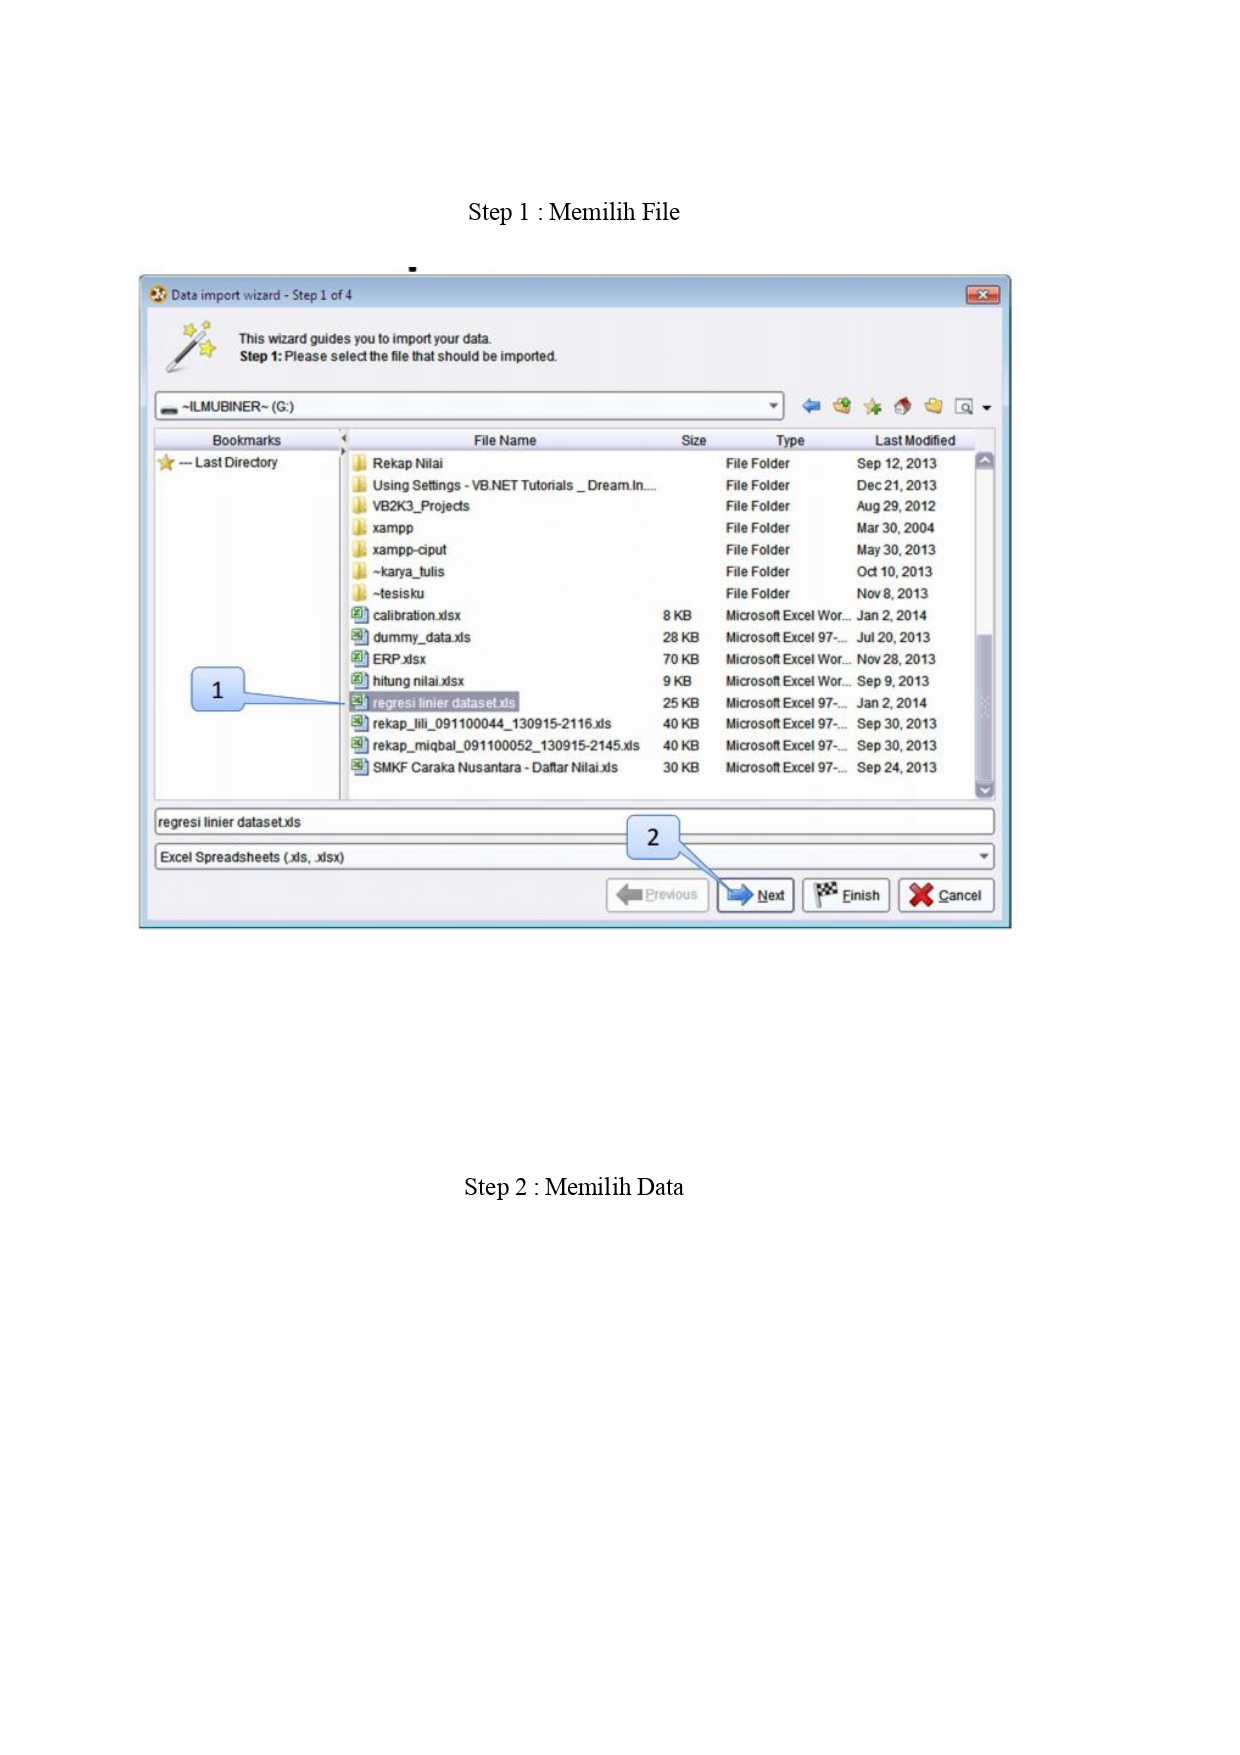 Step 1 : Memilih File
Data import wizard - Step 1 of 4
This wizard guides you to import your data.
Step 1: Please select the file that should be imported.
~ILMUBINER~ (G:)
Bookmarks File Name Size Type Last Modified
--- Last Directory
Rekap Nilai File Folder Sep 12, 2013
Using Settings - VB.NET Tutorials _ Dream.In.... File Folder Dec 21, 2013
VB2K3_Projects File Folder Aug 29, 2012
xampp File Folder Mar 30, 2004
xampp-ciput File Folder May 30, 2013
~karya_tulis File Folder Oct 10, 2013
~tesisku File Folder Nov 8, 2013
calibration.xlsx 8 KB Microsoft Excel Wor... Jan 2, 2014
dummy_data.xls 28 KB Microsoft Excel 97-... Jul 20, 2013
ERP.xlsx 70 KB Microsoft Excel Wor... Nov 28, 2013
hitung nilai.xlsx 9 KB Microsoft Excel Wor... Sep 9, 2013
1
regresi linier dataset.xls 25 KB Microsoft Excel 97-... Jan 2, 2014
rekap_lili_091100044_130915-2116.xls 40 KB Microsoft Excel 97-... Sep 30, 2013
rekap_miqbal_091100052_130915-2145.xls 40 KB Microsoft Excel 97-... Sep 30, 2013
SMKF Caraka Nusantara - Daftar Nilai.xls 30 KB Microsoft Excel 97-... Sep 24, 2013
regresi linier dataset.xls
2
Excel Spreadsheets (.xls, .xlsx)
Previous Next Finish Cancel
Step 2 : Memilih Data